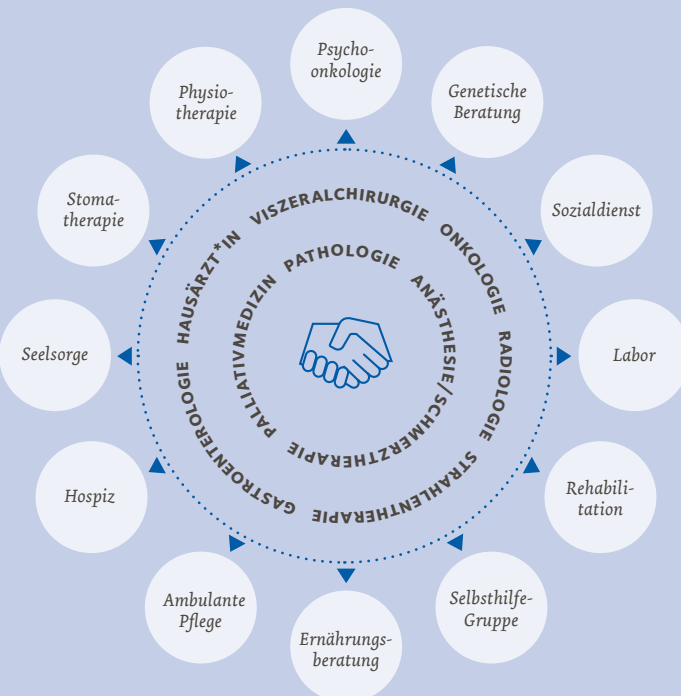 Psycho-
onkologie
Genetische
Beratung
Sozialdienst
Labor
Rehabili-
tation
Selbsthilfe-
Gruppe
Ernährungs-
beratung
Ambulante
Pflege
Hospiz
Seelsorge
Stoma-
therapie
Physio-
therapie
VISZERALCHIRURGIE ONKOLOGIE RADIOLOGIE STRAHLENTHERAPIE GASTROENTEROLOGIE HAUSÄRZT*IN
PATHOLOGIE ANÄSTHESIE/SCHMERZTHERAPIE PALLIATIVMEDIZIN